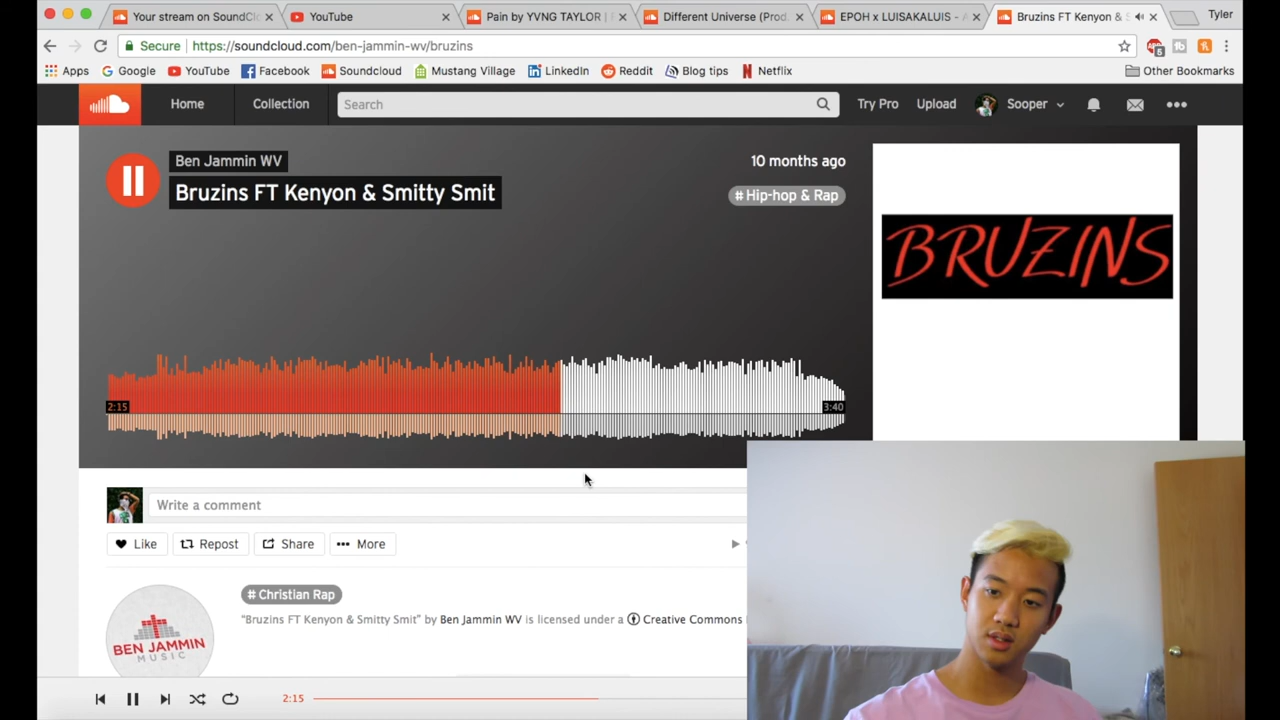 Your stream on SoundCl
YouTube
Pain by YVNG TAYLOR |
Different Universe (Prod.
EPOH x LUISAKALUIS - A
Bruzins FT Kenyon &
Tyler
Secure
https://soundcloud.com/ben-jammin-wv/bruzins
6
Apps
Google
YouTube
Facebook
Soundcloud
Mustang Village
LinkedIn
Reddit
Blog tips
Netflix
Other Bookmarks
Home
Collection
Search
Try Pro
Upload
Sooper
Ben Jammin WV
10 months ago
Bruzins FT Kenyon & Smitty Smit
# Hip-hop & Rap
BRUZINS
2:15
3:40
Write a comment
Like
Repost
Share
More
# Christian Rap
"Bruzins FT Kenyon & Smitty Smit" by Ben Jammin WV is licensed under a Creative Commons
BEN JAMMIN
MUSIC
2:15